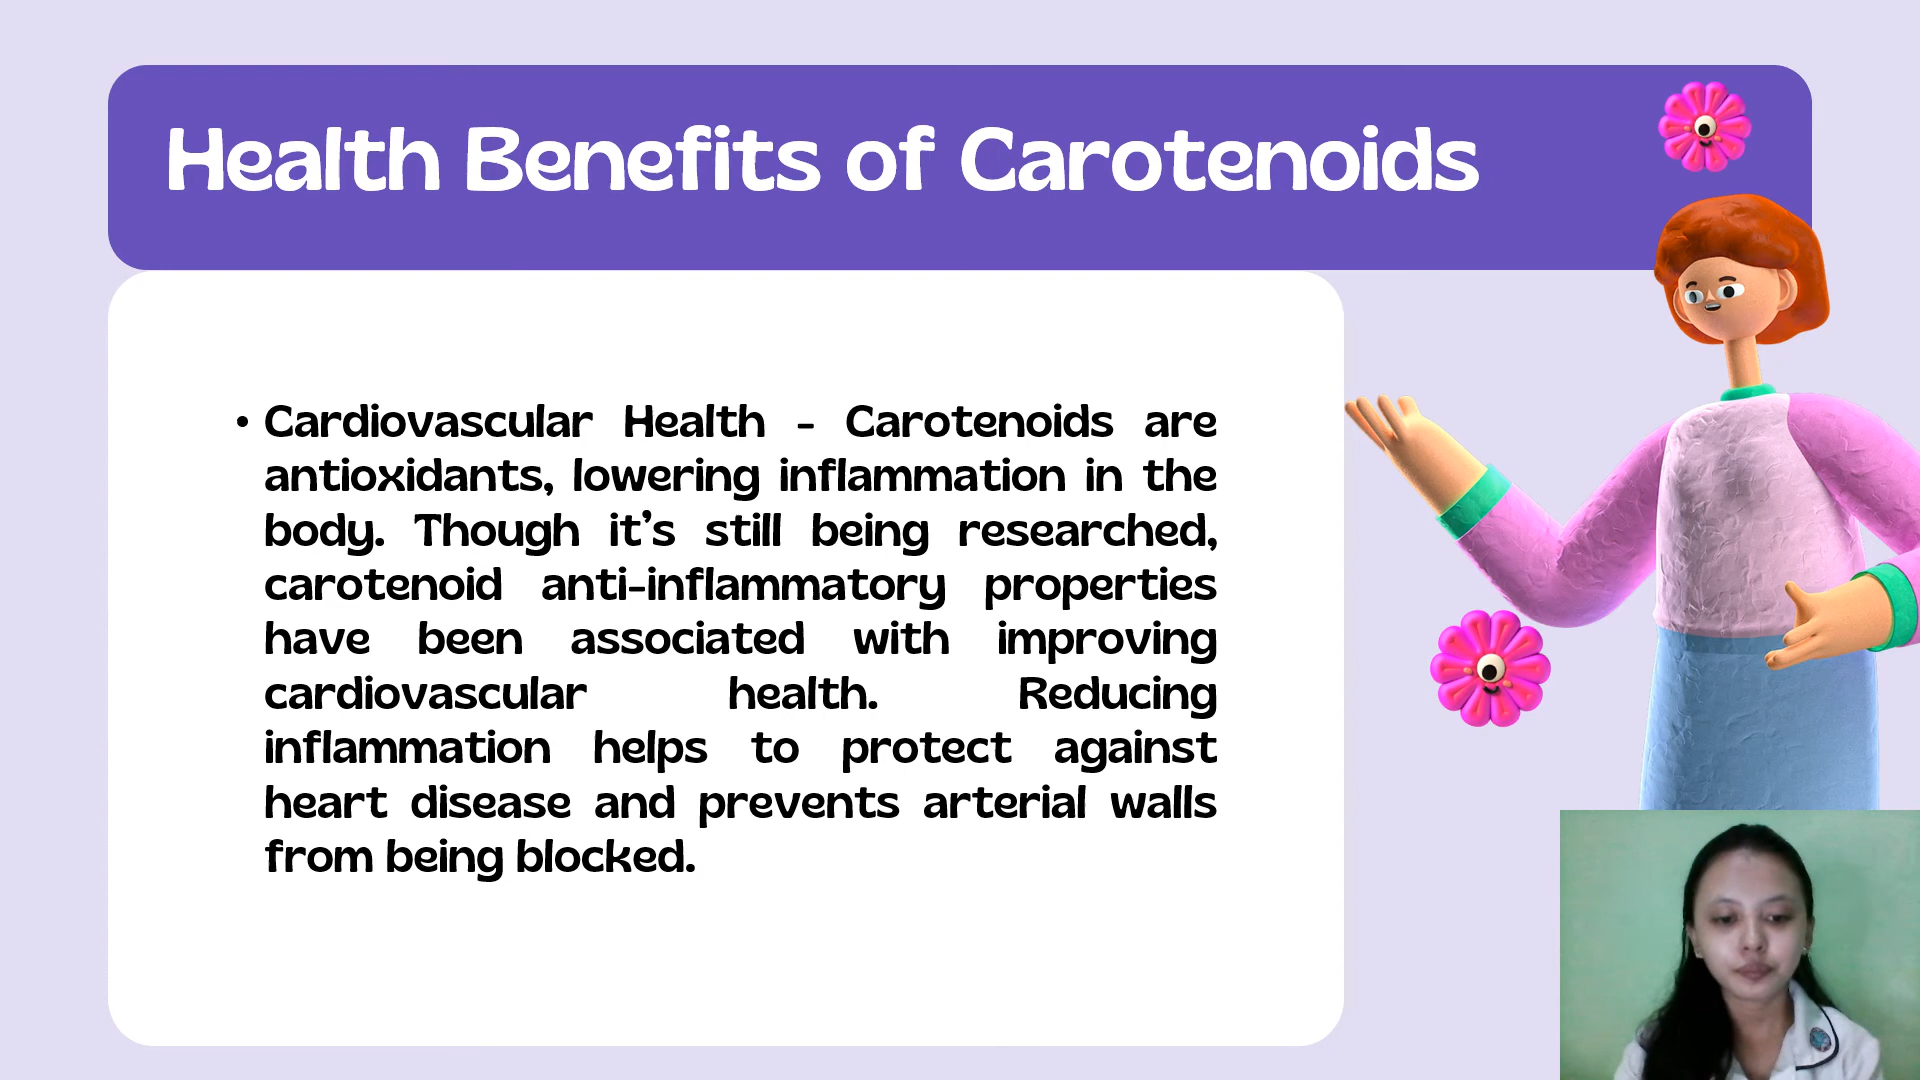 Health Benefits of Carotenoids
• Cardiovascular Health - Carotenoids are
antioxidants, lowering inflammation in the
body. Though it’s still being researched,
carotenoid anti-inflammatory properties
have been associated with improving
cardiovascular health. Reducing
inflammation helps to protect against
heart disease and prevents arterial walls
from being blocked.